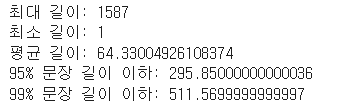 최대 길이: 1587
최소 길이: 1
평균 길이: 64.33004926108374
95% 문장 길이 이하: 295.85000000000036
99% 문장 길이 이하: 511.5699999999997